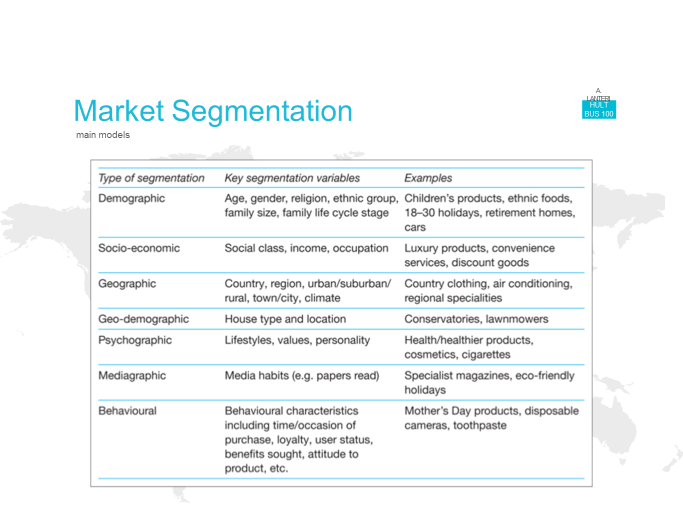 A.
LANTERI
HULT
BUS 100
Market Segmentation
main models
Type of segmentation Key segmentation variables Examples
Demographic Age, gender, religion, ethnic group, Children's products, ethnic foods,
family size, family life cycle stage 18–30 holidays, retirement homes,
cars
Socio-economic Social class, income, occupation Luxury products, convenience
services, discount goods
Geographic Country, region, urban/suburban/ Country clothing, air conditioning,
rural, town/city, climate regional specialities
Geo-demographic House type and location Conservatories, lawnmowers
Psychographic Lifestyles, values, personality Health/healthier products,
cosmetics, cigarettes
Mediagraphic Media habits (e.g. papers read) Specialist magazines, eco-friendly
holidays
Behavioural Behavioural characteristics Mother's Day products, disposable
including time/occasion of cameras, toothpaste
purchase, loyalty, user status,
benefits sought, attitude to
product, etc.